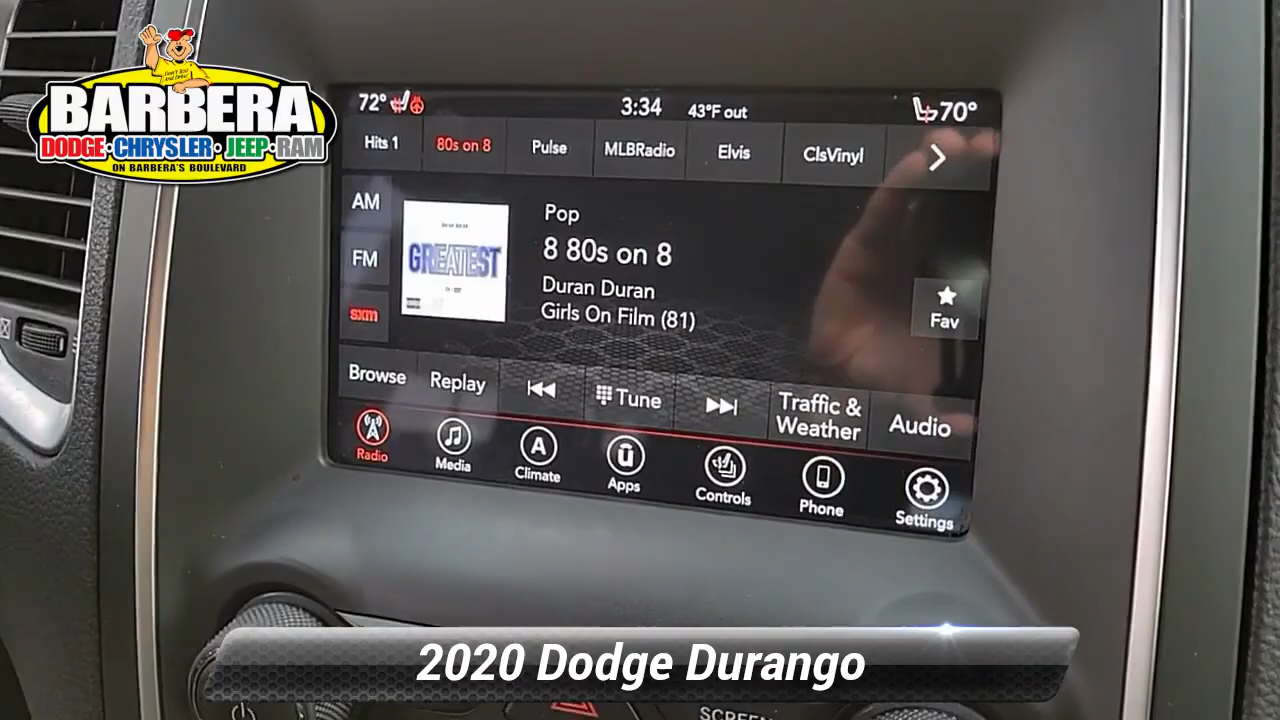 72° 3:34 43°F out 70°
Hits 1 80s on 8 Pulse MLBRadio Elvis ClsVinyl
AM
FM
sxm
GREATEST
Pop
8 80s on 8
Duran Duran
Girls On Film (81)
Fav
Browse Replay Tune Traffic & Weather Audio
Radio Media Climate Apps Controls Phone Settings
BARBERA
DODGE·CHRYSLER·JEEP·RAM
ON BARBERA'S BOULEVARD
SCREEN
2020 Dodge Durango